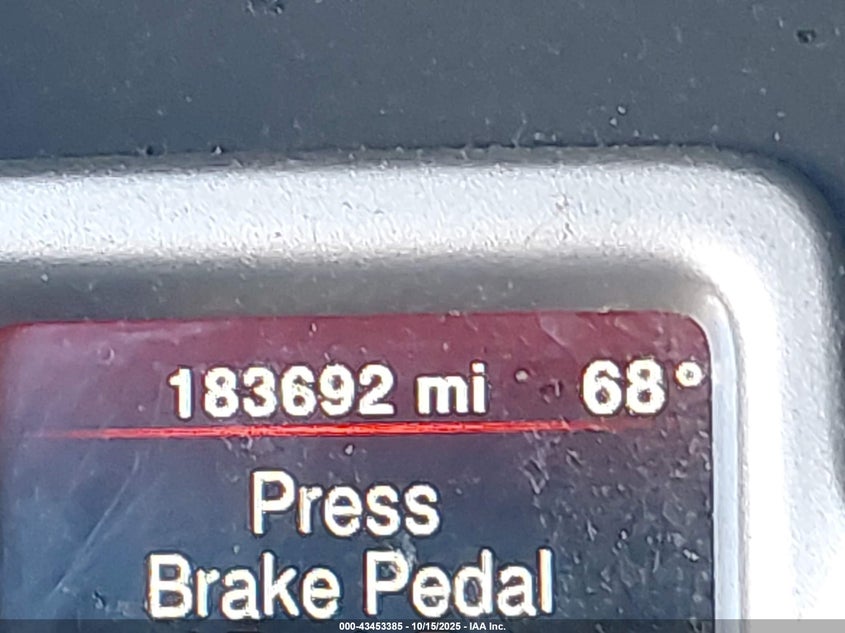 183692 mi 68°
Press
Brake Pedal
000-43453385 - 10/15/2025 - IAA Inc.